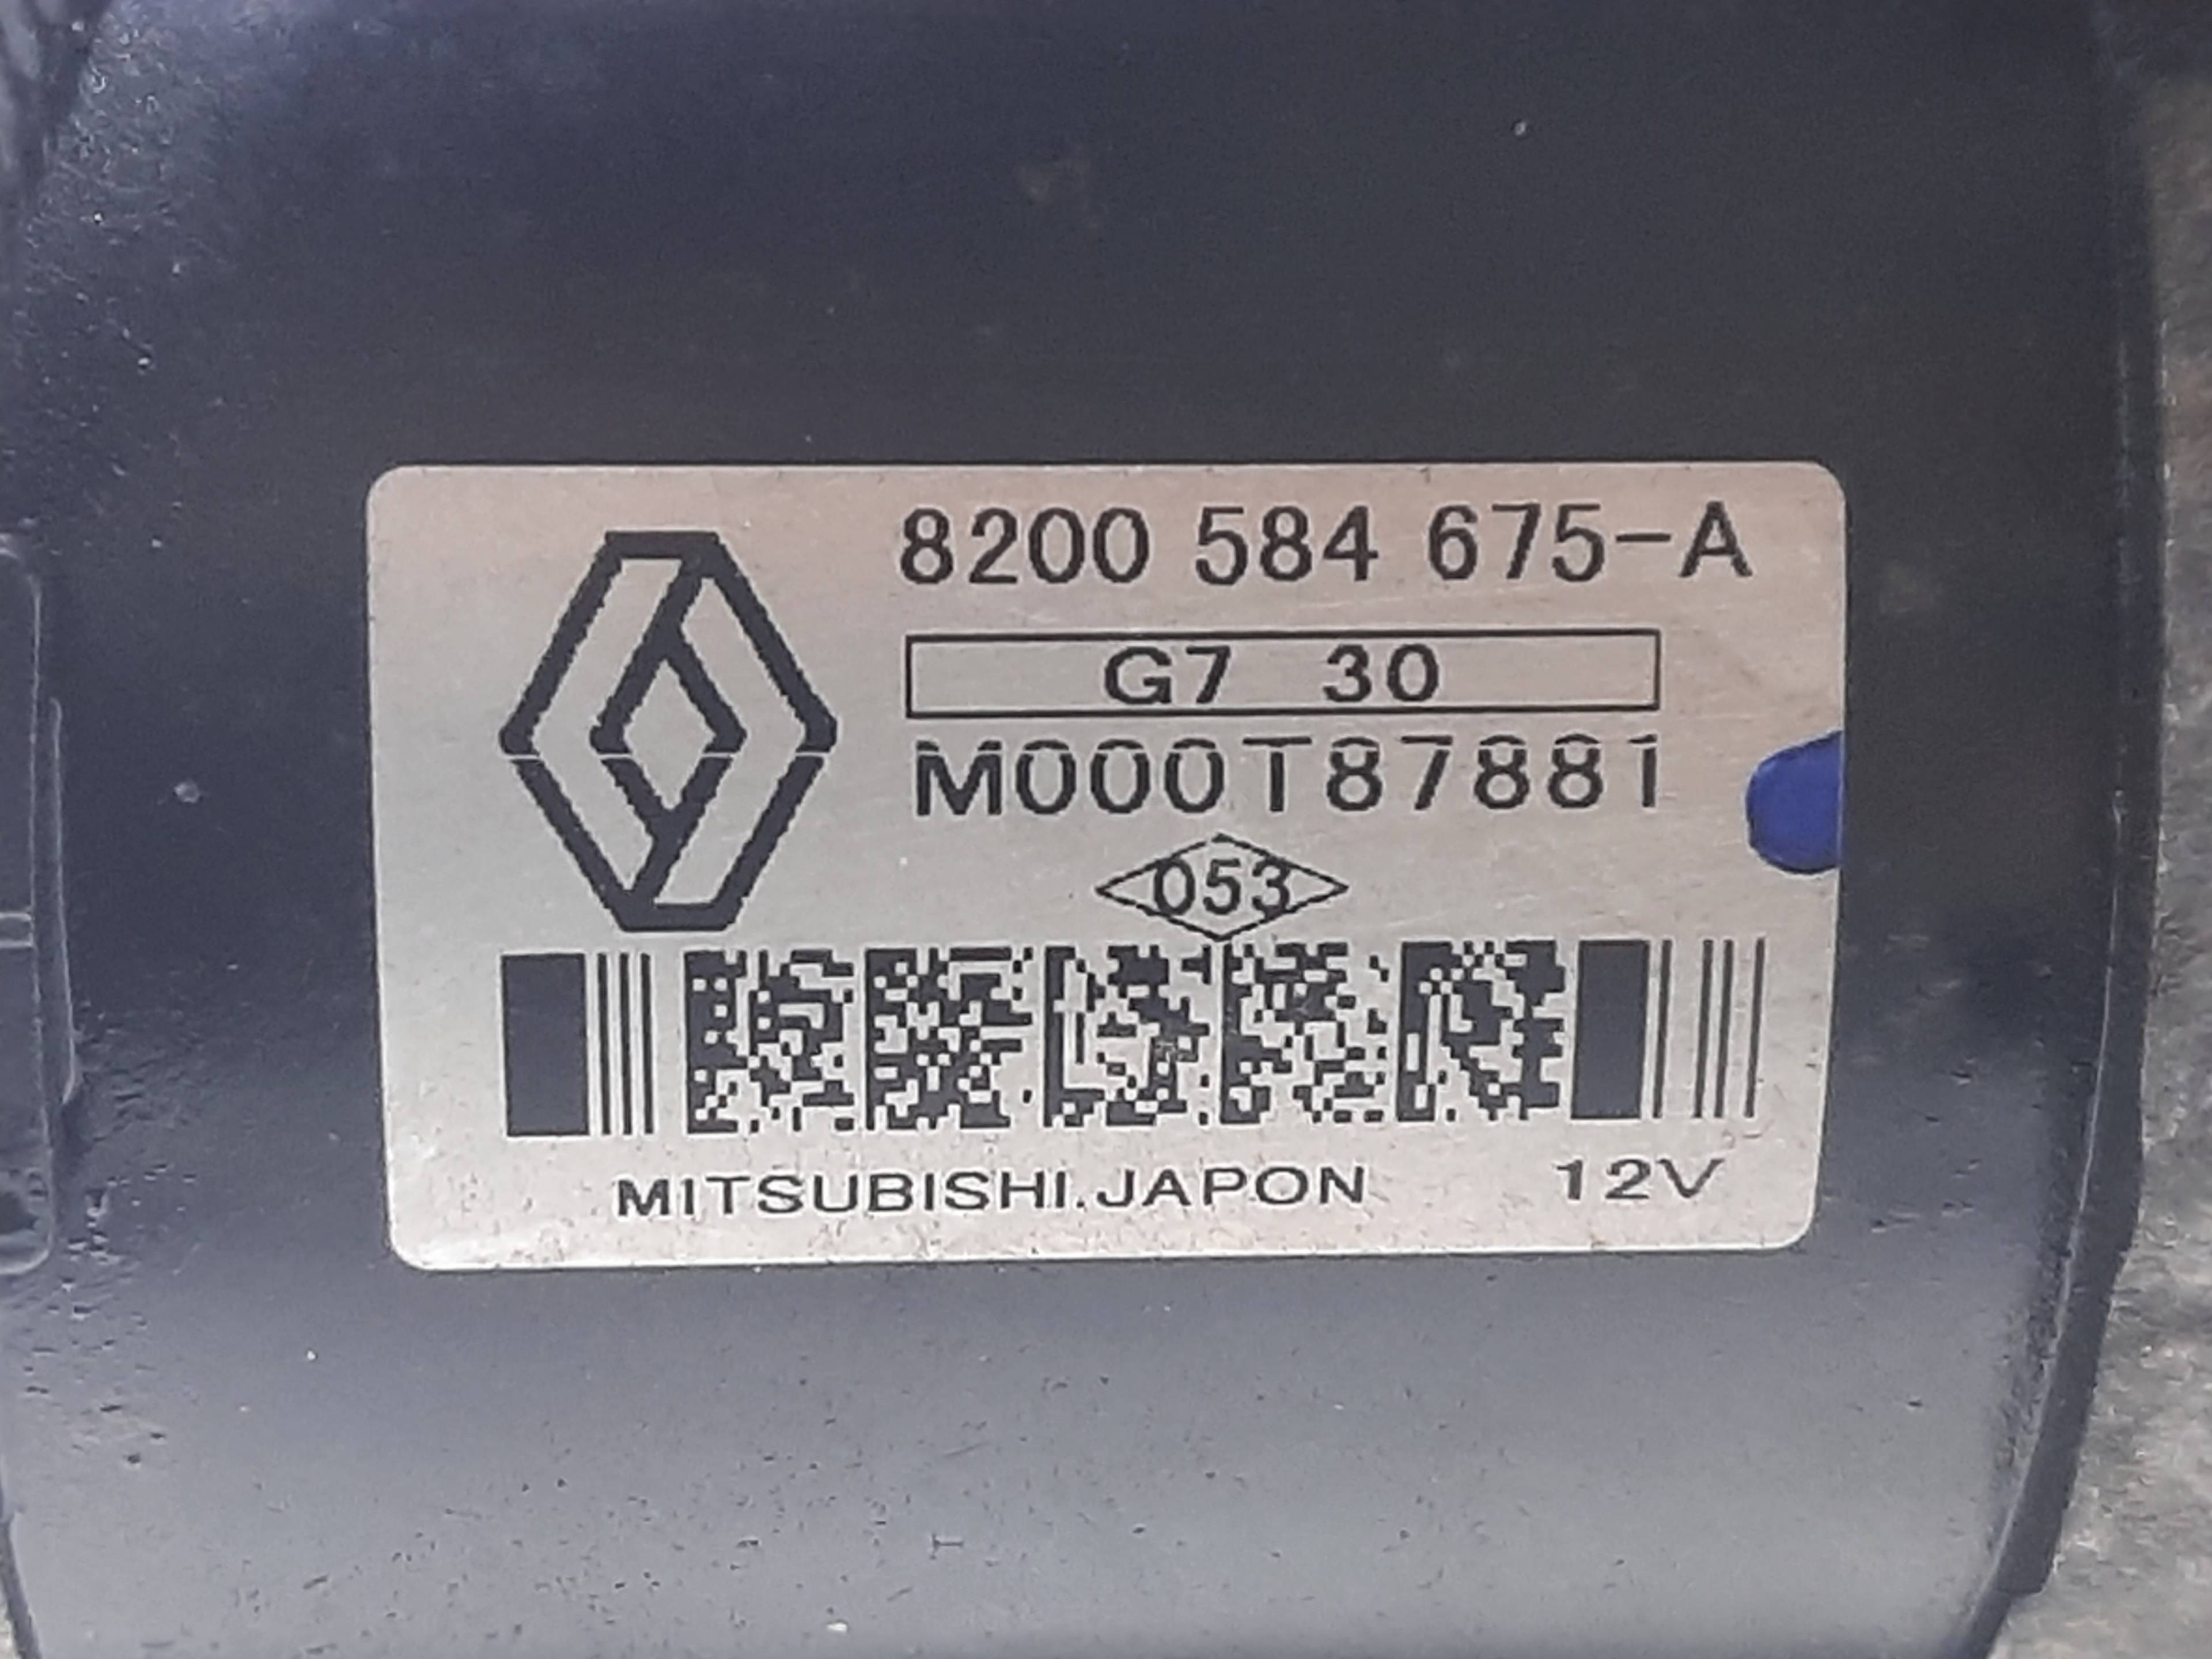 8200 584 675-A
G7 30
M000T87881
053
MITSUBISHI.JAPON 12V